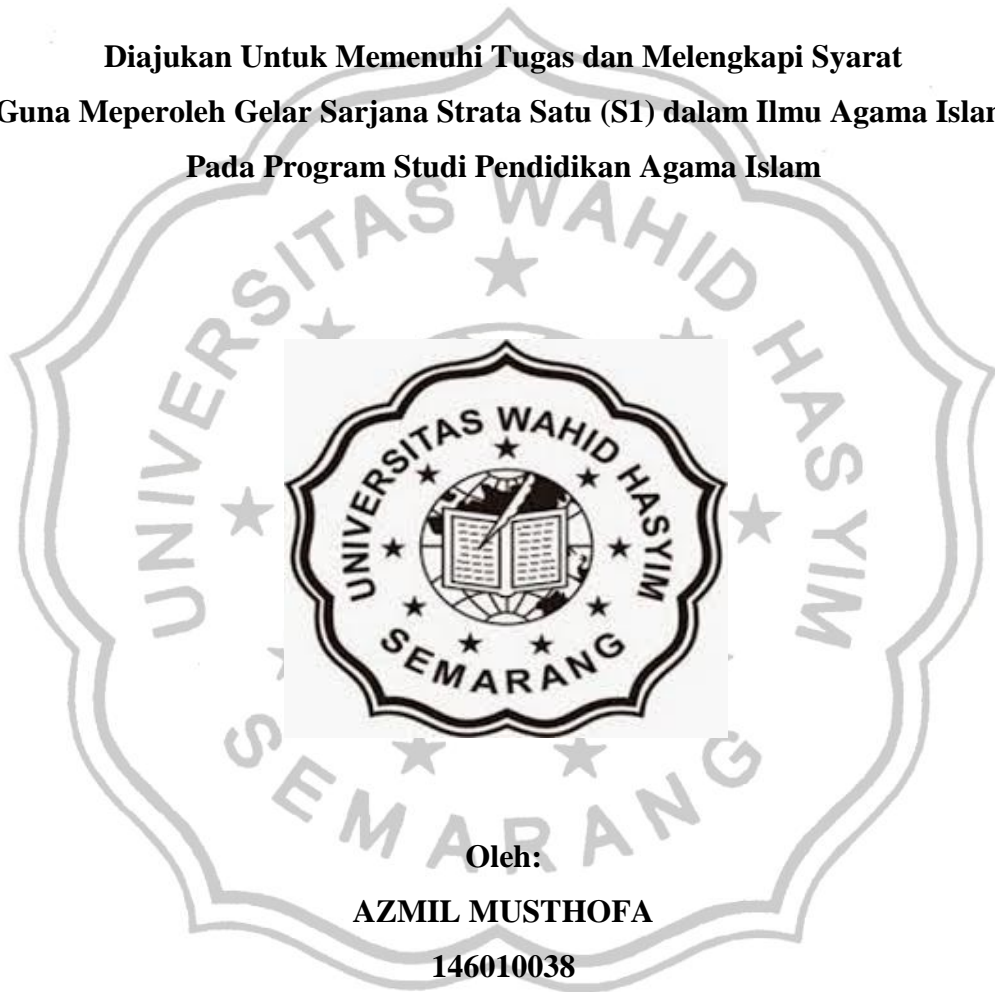 Diajukan Untuk Memenuhi Tugas dan Melengkapi Syarat
Guna Meperoleh Gelar Sarjana Strata Satu (S1) dalam Ilmu Agama Islam
Pada Program Studi Pendidikan Agama Islam
UNIVERSITAS WAHID HASYIM
SEMARANG
UNIVERSITAS WAHID HASYIM
SEMARANG
Oleh:
AZMIL MUSTHOFA
146010038